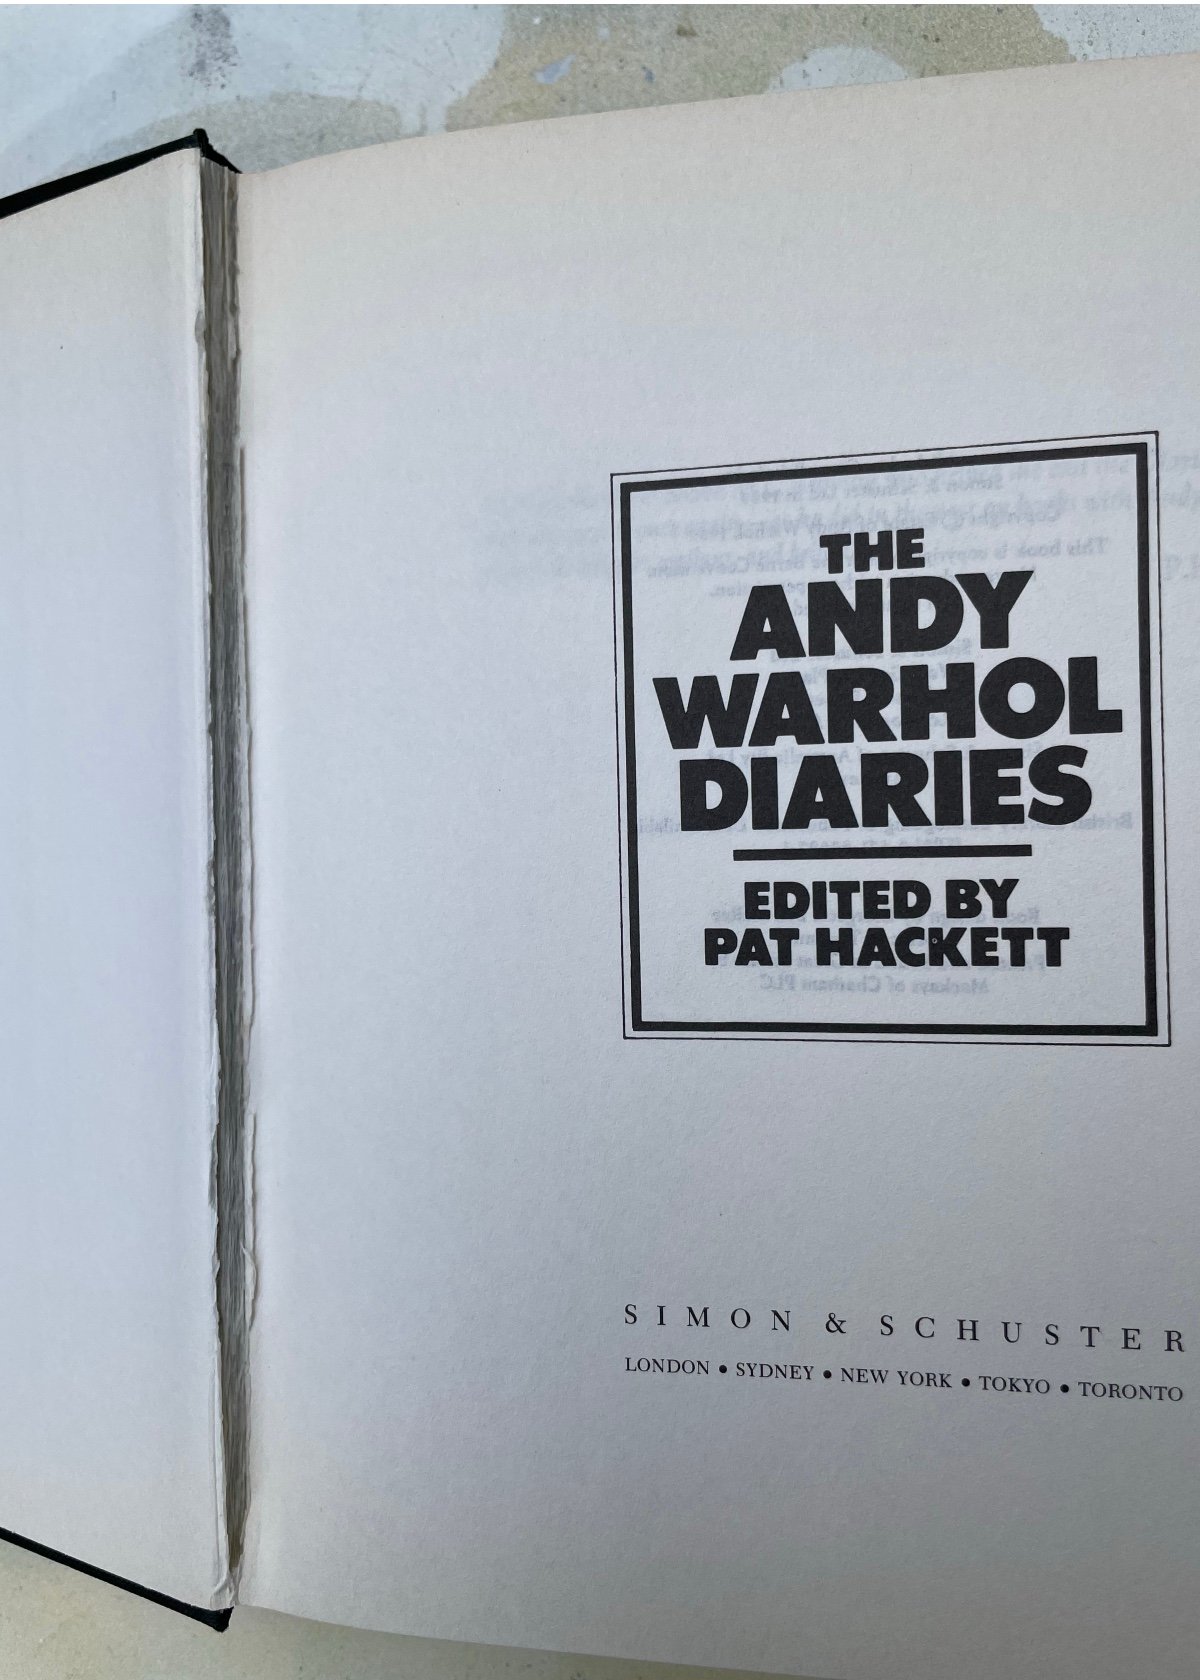 THE
ANDY
WARHOL
DIARIES
EDITED BY
PAT HACKETT
SIMON & SCHUSTER
LONDON • SYDNEY • NEW YORK • TOKYO • TORONTO